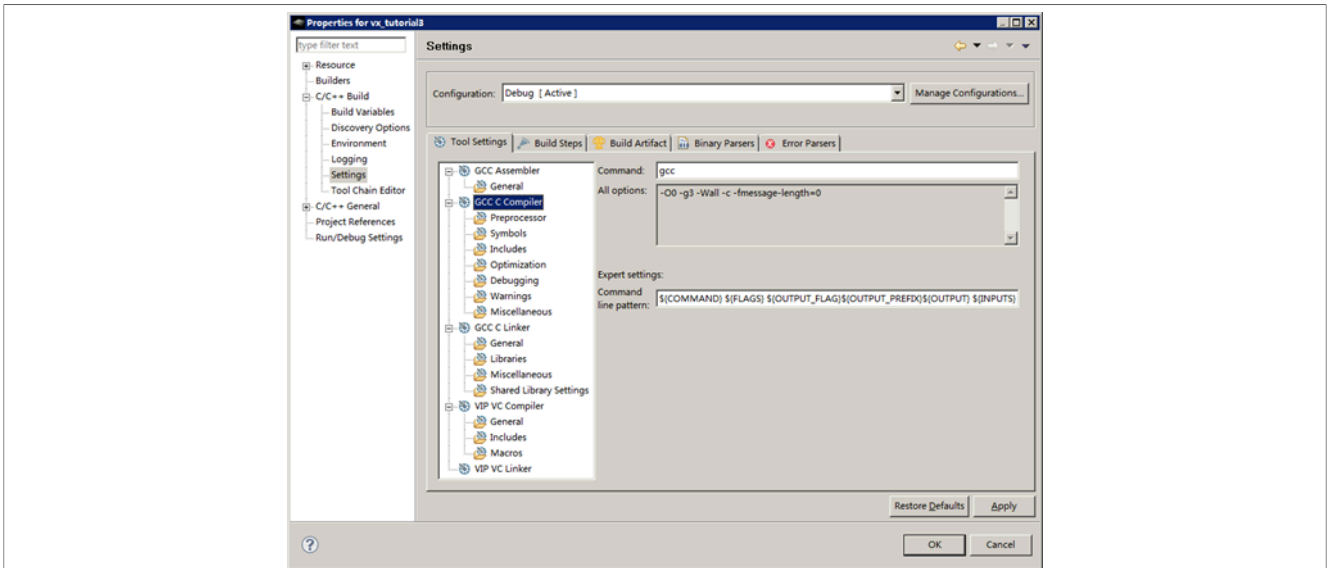 Properties for vx_tutorial3
type filter text
Resource
Builders
C/C++ Build
Build Variables
Discovery Options
Environment
Logging
Settings
Tool Chain Editor
C/C++ General
Project References
Run/Debug Settings
Settings
Configuration: Debug [ Active ]
Manage Configurations...
Tool Settings
Build Steps
Build Artifact
Binary Parsers
Error Parsers
GCC Assembler
General
GCC C Compiler
Preprocessor
Symbols
Includes
Optimization
Debugging
Warnings
Miscellaneous
GCC C Linker
General
Libraries
Miscellaneous
Shared Library Settings
VIP VC Compiler
General
Includes
Macros
VIP VC Linker
Command: gcc
All options: -O0 -g3 -Wall -c -fmessage-length=0
Expert settings:
Command
line pattern: ${COMMAND} ${FLAGS} ${OUTPUT_FLAG}${OUTPUT_PREFIX}${OUTPUT} ${INPUTS}
Restore Defaults
Apply
?
OK
Cancel